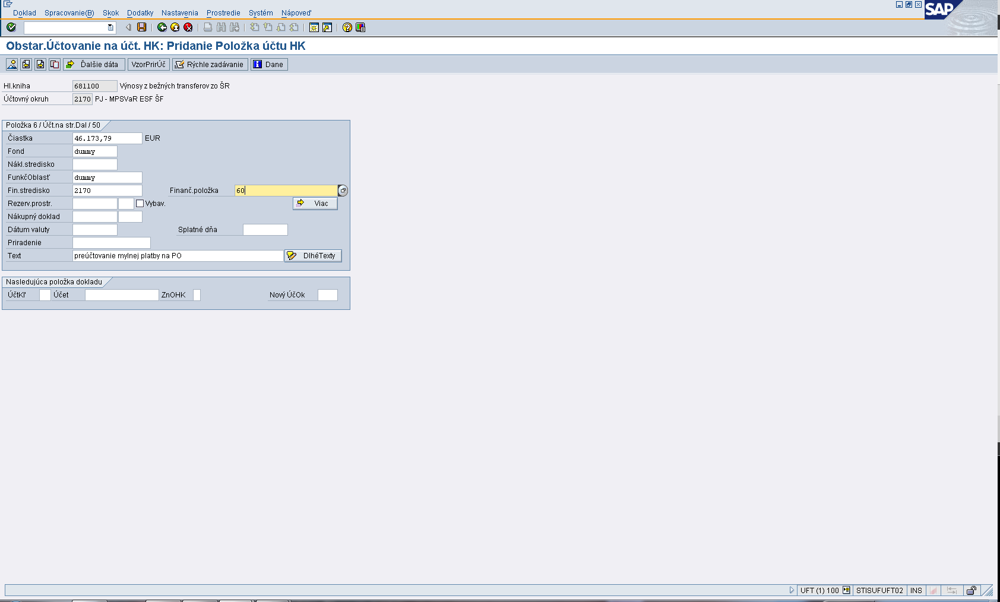 Doklad Spracovanie(B) Skok Dodatky Nastavenia Prostredie Systém Nápoveď
SAP
Obstar.Účtovanie na účt. HK: Pridanie Položka účtu HK
Ďalšie dáta VzorPrirÚč Rýchle zadávanie Dane
Hl.kniha 681100 Výnosy z bežných transferov zo ŠR
Účtovný okruh 2170 PJ - MPSVaR ESF ŠF
Položka 6 / Účt.na str.Dal / 50
Čiastka 46.173,79 EUR
Fond dummy
Nákl.stredisko
FunkčOblasť dummy
Fin.stredisko 2170 Finanč.položka 60
Rezerv.prostr. Vybav. Viac
Nákupný doklad
Dátum valuty Splatné dňa
Priradenie
Text preúčtovanie mylnej platby na PO DlhéTexty
Nasledujúca položka dokladu
ÚčtKľ Účet ZnOHK Nový ÚčOk
UFT (1) 100 STISUFUFT02 INS